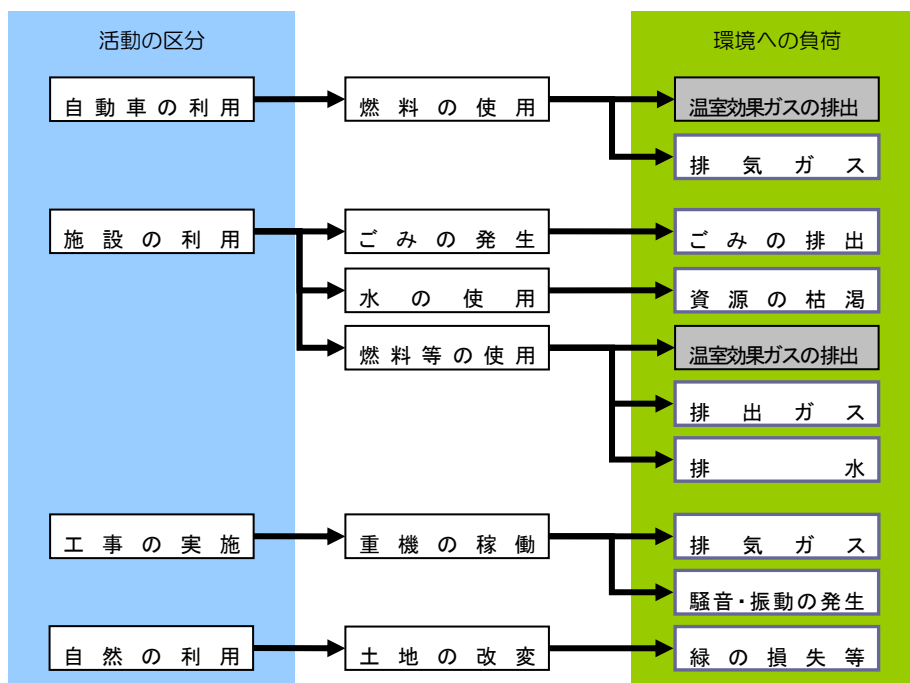 活動の区分
環境への負荷
自動車の利用
燃料の使用
温室効果ガスの排出
排気ガス
施設の利用
ごみの発生
ごみの排出
水の使用
資源の枯渇
燃料等の使用
温室効果ガスの排出
排出ガス
排水
工事の実施
重機の稼働
排気ガス
騒音・振動の発生
自然の利用
土地の改変
緑の損失等